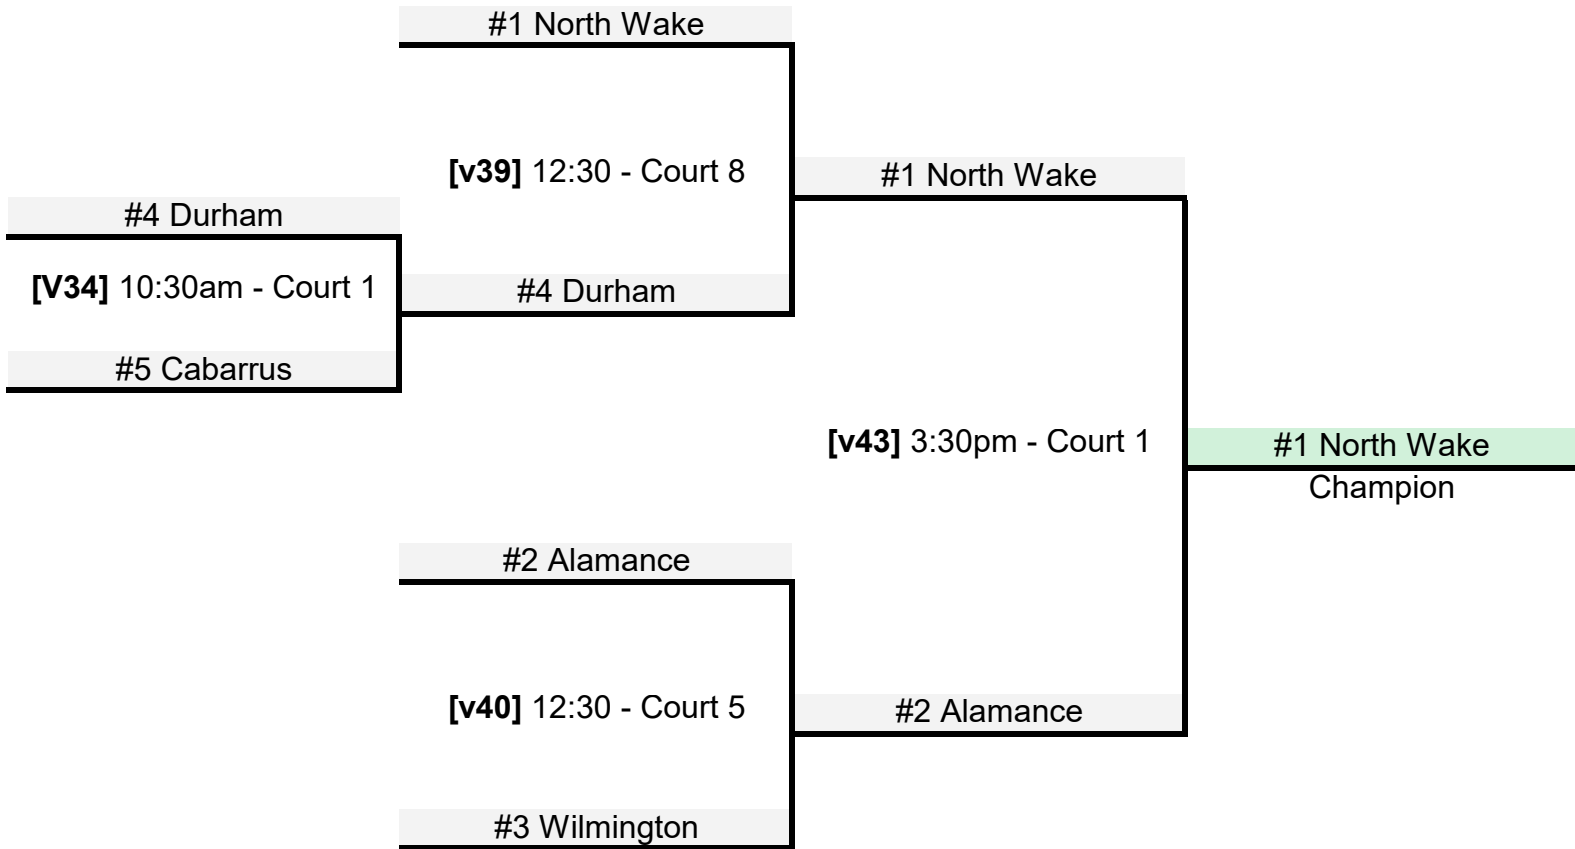 #1 North Wake
[v39] 12:30 - Court 8
#1 North Wake
#4 Durham
[V34] 10:30am - Court 1
#4 Durham
#5 Cabarrus
[v43] 3:30pm - Court 1
#1 North Wake
Champion
#2 Alamance
[v40] 12:30 - Court 5
#2 Alamance
#3 Wilmington